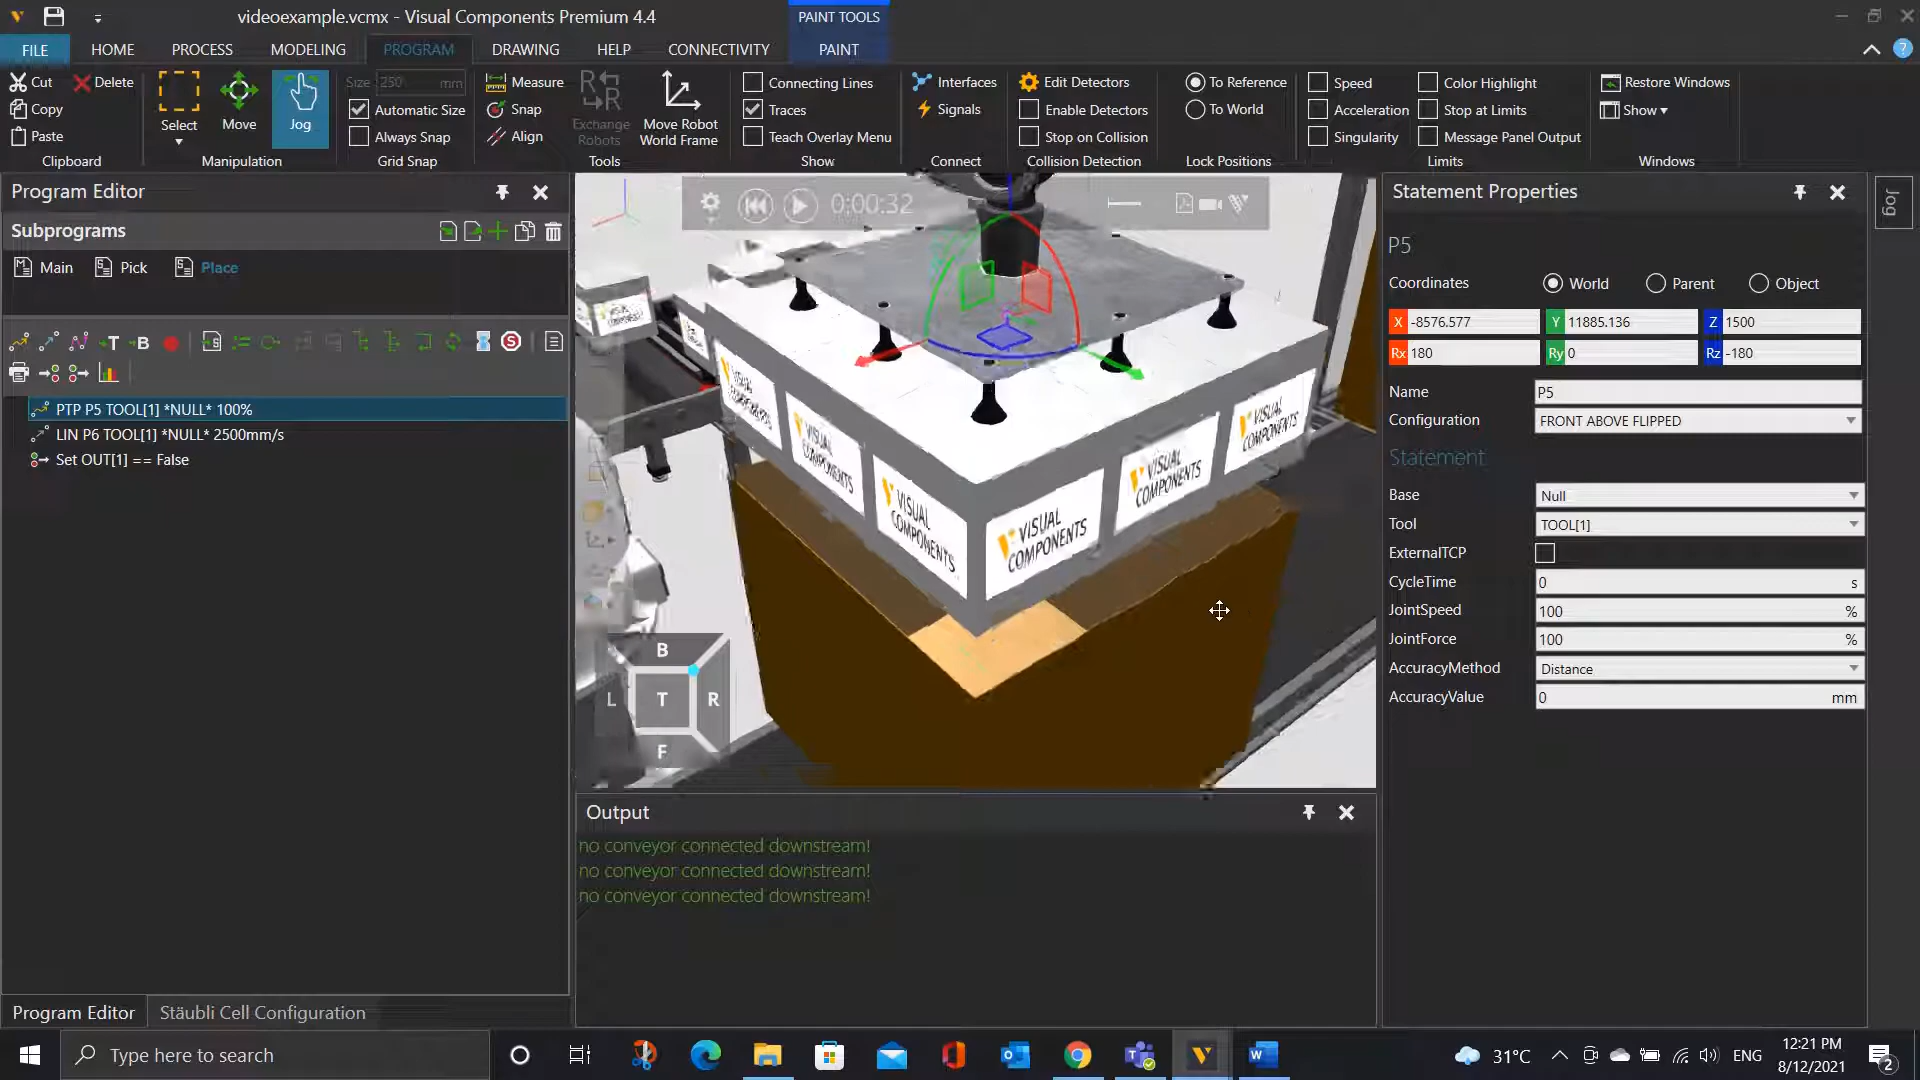 videoexample.vcmx - Visual Components Premium 4.4
PAINT TOOLS
FILE HOME PROCESS MODELING PROGRAM DRAWING HELP CONNECTIVITY PAINT
Cut Delete
Copy
Paste
Clipboard
Select Move Jog
Manipulation
Size 250 mm
Automatic Size
Always Snap
Grid Snap
Measure
Snap
Align
Exchange Robots
Move Robot World Frame
Tools
Connecting Lines
Traces
Teach Overlay Menu
Show
Interfaces
Signals
Connect
Edit Detectors
Enable Detectors
Stop on Collision
Collision Detection
To Reference
To World
Lock Positions
Speed Color Highlight
Acceleration Stop at Limits
Singularity Message Panel Output
Limits
Restore Windows
Show
Windows
Program Editor
Subprograms
Main Pick Place
PTP P5 TOOL[1] *NULL* 100%
LIN P6 TOOL[1] *NULL* 2500mm/s
Set OUT[1] == False
Program Editor Stäubli Cell Configuration
0:00:32
VISUAL COMPONENTS
VISUAL COMPONENTS
VISUAL COMPONENTS
VISUAL COMPONENTS
VISUAL COMPONENTS
B
L T R
F
Output
no conveyor connected downstream!
no conveyor connected downstream!
no conveyor connected downstream!
Statement Properties
Jog
P5
Coordinates World Parent Object
X -8576.577 Y 11885.136 Z 1500
Rx 180 Ry 0 Rz -180
Name P5
Configuration FRONT ABOVE FLIPPED
Statement
Base Null
Tool TOOL[1]
ExternalTCP
CycleTime 0 s
JointSpeed 100 %
JointForce 100 %
AccuracyMethod Distance
AccuracyValue 0 mm
Type here to search
31°C ENG
12:21 PM
8/12/2021
2